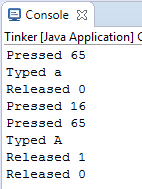 Console
Tinker [Java Application] C
Pressed 65
Typed a
Released 0
Pressed 16
Pressed 65
Typed A
Released 1
Released 0